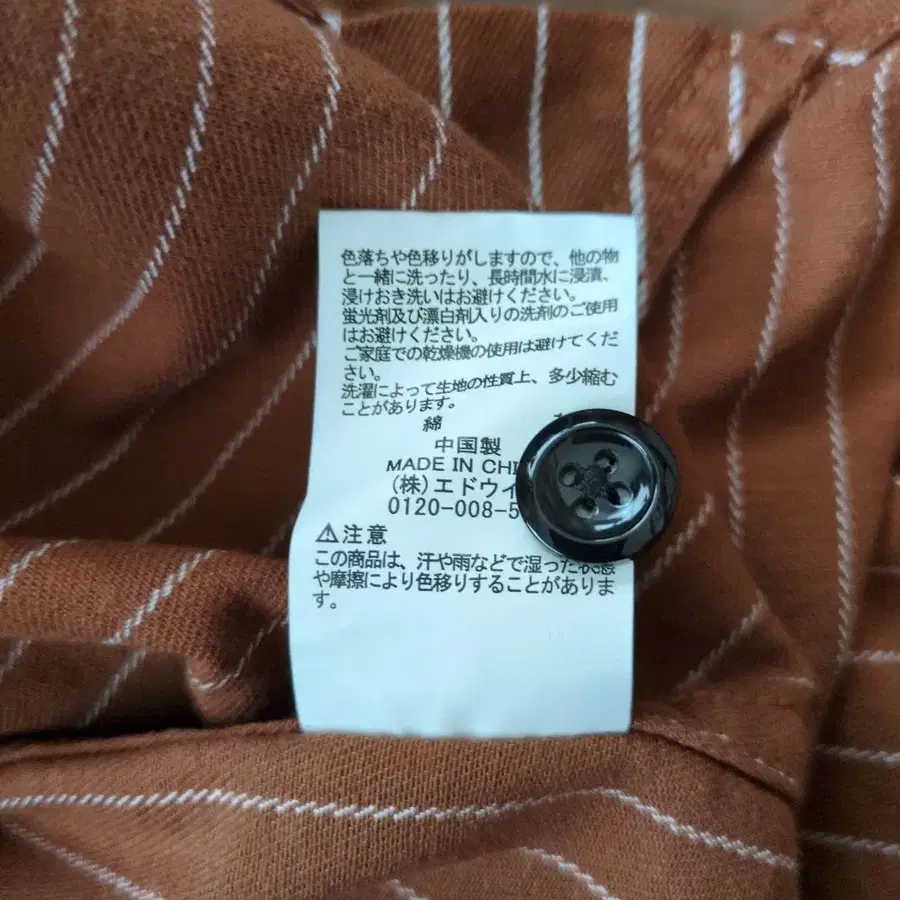 色落ちや色移りがしますので、他の物
と一緒に洗ったり、長時間水に浸漬、
浸けおき洗いはお避けください。
蛍光剤及び漂白剤入りの洗剤のご使用
はお避けください。
ご家庭での乾燥機の使用は避けてくだ
さい。
洗濯によって生地の性質上、多少縮む
ことがあります。
綿
中国製
MADE IN CHI
(株)エドウィ
0120-008-5
⚠注意
この商品は、汗や雨などで湿った状態
や摩擦により色移りすることがありま
す。